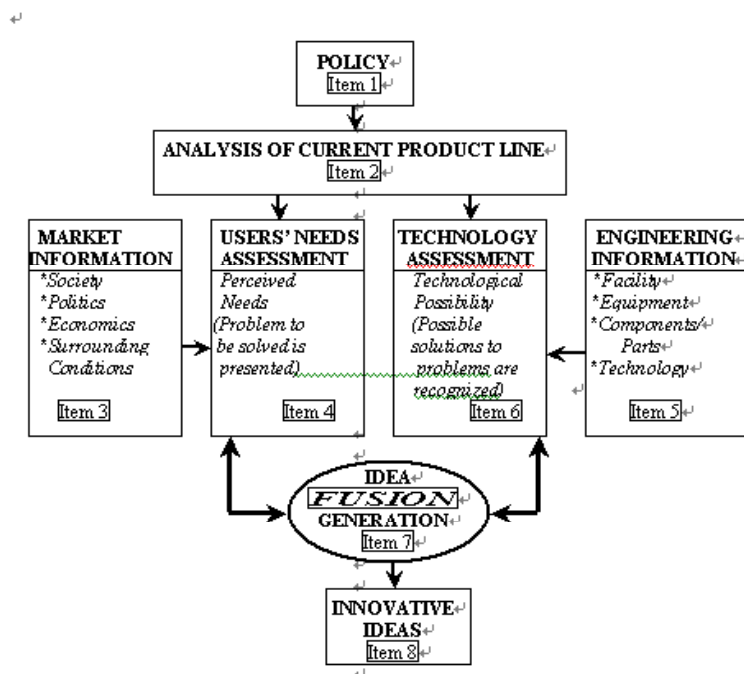 POLICY
Item 1
ANALYSIS OF CURRENT PRODUCT LINE
Item 2
MARKET
INFORMATION
*Society
*Politics
*Economics
*Surrounding
Conditions
Item 3
USERS' NEEDS
ASSESSMENT
Perceived
Needs
(Problem to
be solved is
presented)
Item 4
TECHNOLOGY
ASSESSMENT
Technological
Possibility
(Possible
solutions to
problems are
recognized)
Item 6
ENGINEERING
INFORMATION
*Facility
*Equipment
*Components/
Parts
*Technology
Item 5
IDEA
FUSION
GENERATION
Item 7
INNOVATIVE
IDEAS
Item 8